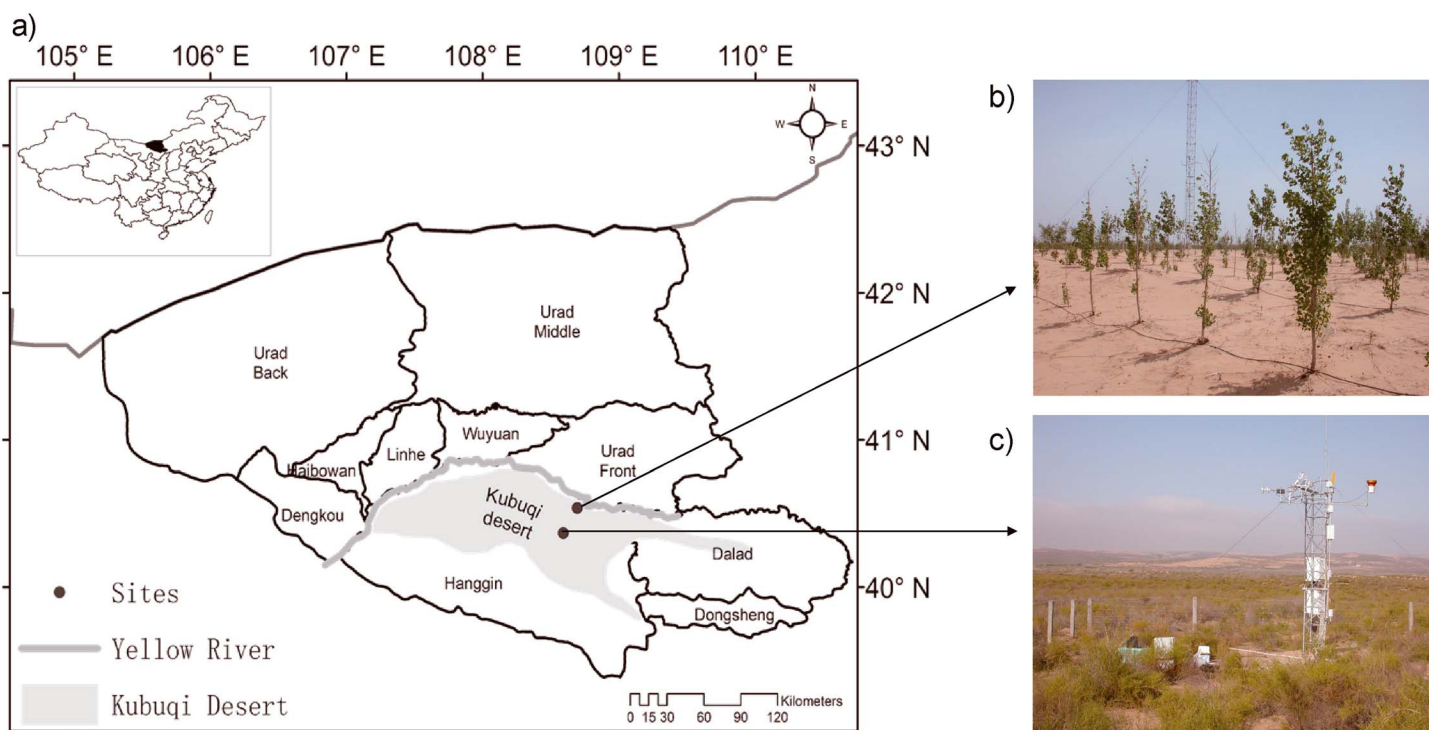 a)
105° E 106° E 107° E 108° E 109° E 110° E
N
W E
S
43° N
42° N
41° N
40° N
Urad
Middle
Urad
Back
Wuyuan
Linhe
Urad
Front
Haibowan
Dengkou
Kubuqi
desert
Dalad
Hanggin
Dongsheng
Sites
Yellow River
Kubuqi Desert
Kilometers
0 15 30 60 90 120
b)
c)